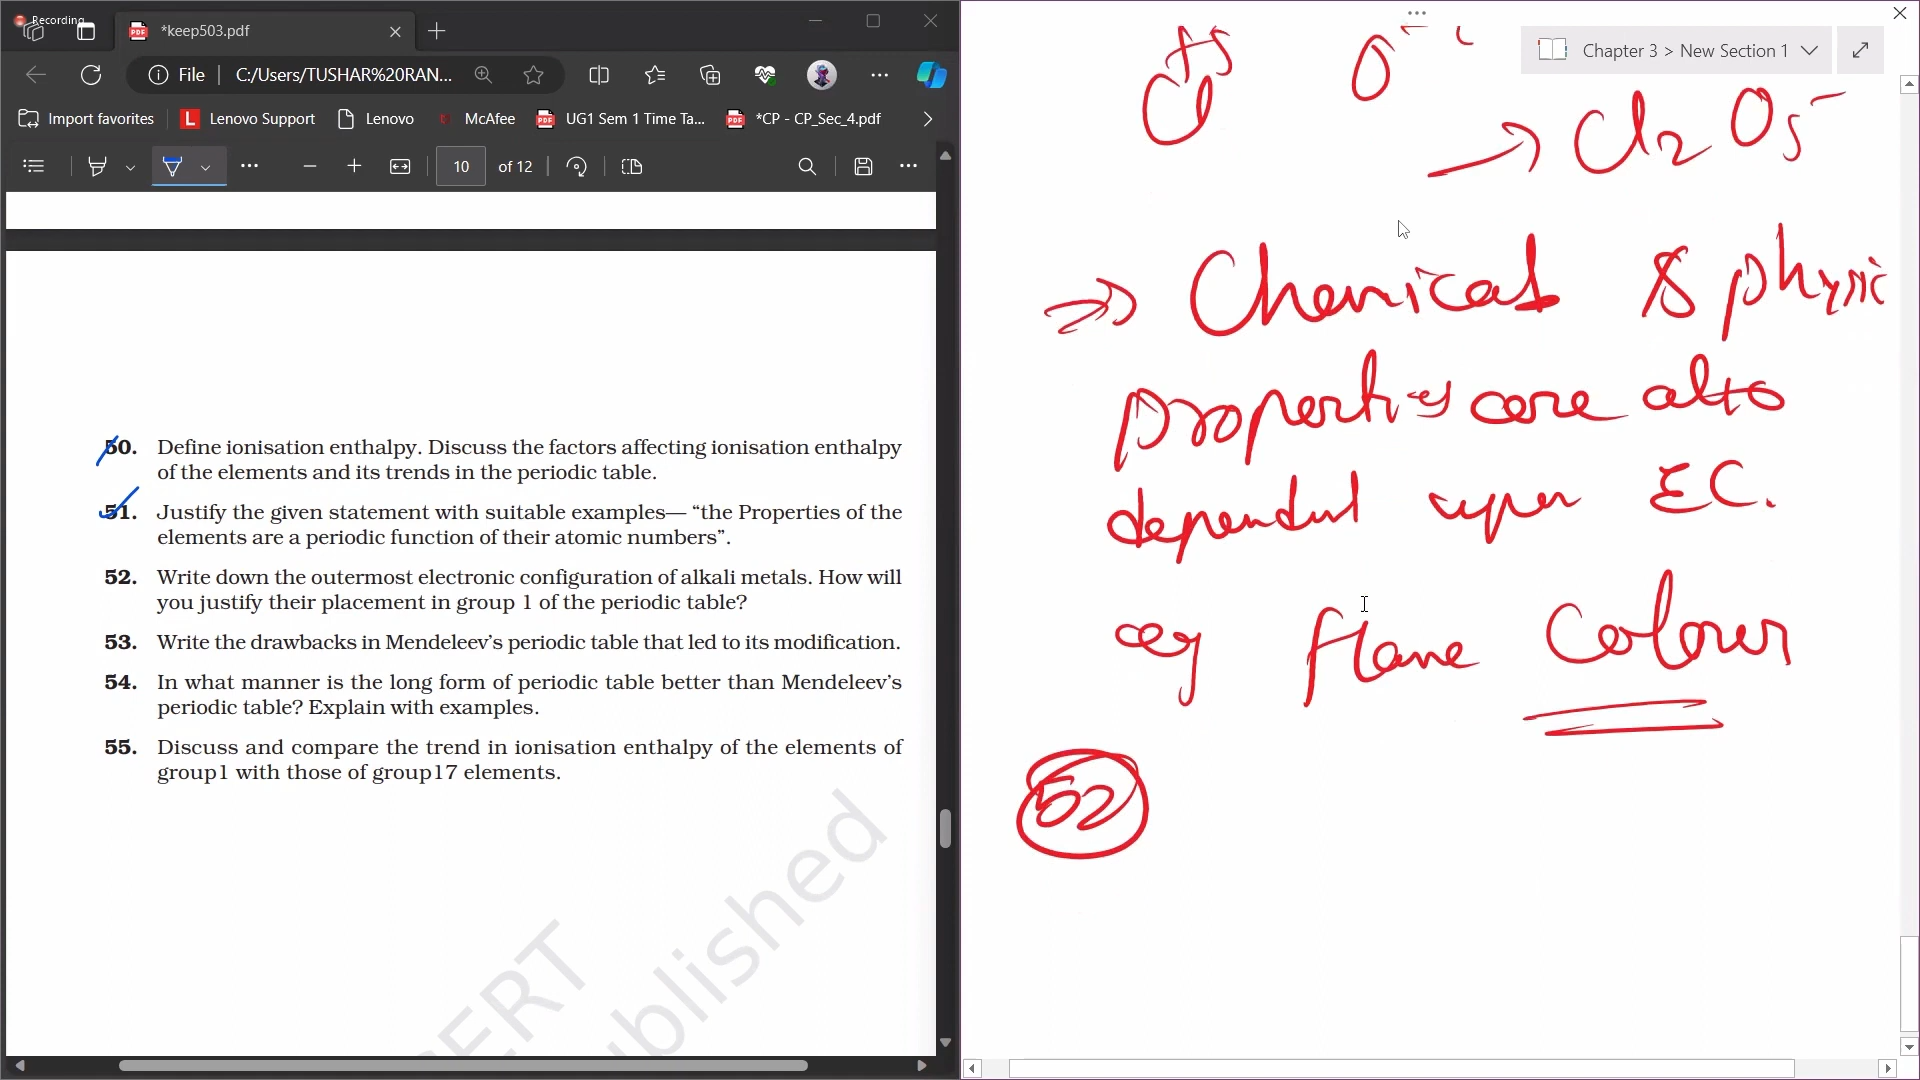 Recording
*keep503.pdf
File
C:/Users/TUSHAR%20RAN...
Import favorites
Lenovo Support
Lenovo
McAfee
UG1 Sem 1 Time Ta...
*CP - CP_Sec_4.pdf
10 of 12
50. Define ionisation enthalpy. Discuss the factors affecting ionisation enthalpy
of the elements and its trends in the periodic table.
51. Justify the given statement with suitable examples— “the Properties of the
elements are a periodic function of their atomic numbers”.
52. Write down the outermost electronic configuration of alkali metals. How will
you justify their placement in group 1 of the periodic table?
53. Write the drawbacks in Mendeleev’s periodic table that led to its modification.
54. In what manner is the long form of periodic table better than Mendeleev’s
periodic table? Explain with examples.
55. Discuss and compare the trend in ionisation enthalpy of the elements of
group1 with those of group17 elements.
Chapter 3 > New Section 1
Cl+5 O
→ Cl2O5
⇒ Chemical & physic
properties are also
dependent upon EC.
eg flame Colour
52